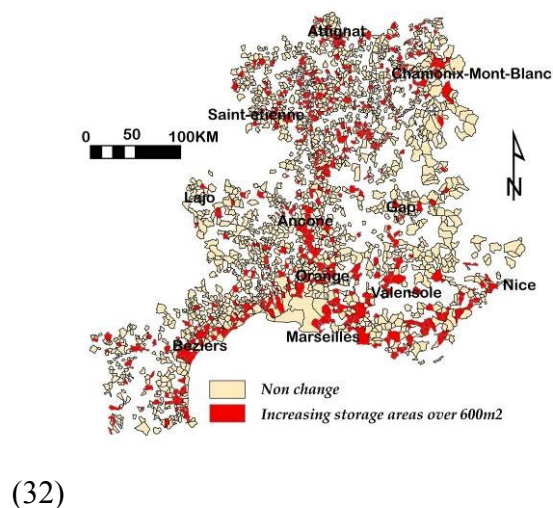 Attignat
Chamonix-Mont-Blanc
Saint-etienne
0 50 100KM
N
Lajo
Gap
Ancone
Orange
Valensole
Nice
Marseilles
Beziers
Non change
Increasing storage areas over 600m2
(32)